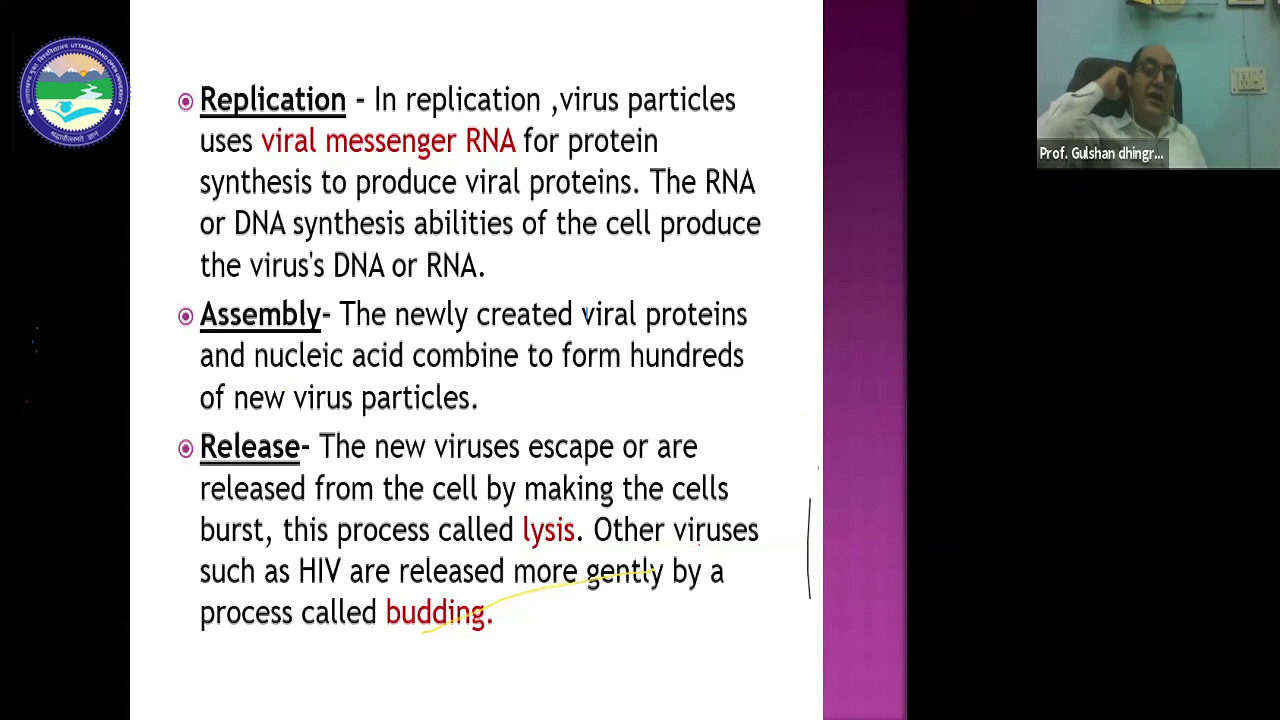 Replication - In replication ,virus particles
uses viral messenger RNA for protein
synthesis to produce viral proteins. The RNA
or DNA synthesis abilities of the cell produce
the virus's DNA or RNA.
Assembly- The newly created viral proteins
and nucleic acid combine to form hundreds
of new virus particles.
Release- The new viruses escape or are
released from the cell by making the cells
burst, this process called lysis. Other viruses
such as HIV are released more gently by a
process called budding.
UTTARAKHAND OPEN UNIVERSITY
Prof. Gulshan dhingr...